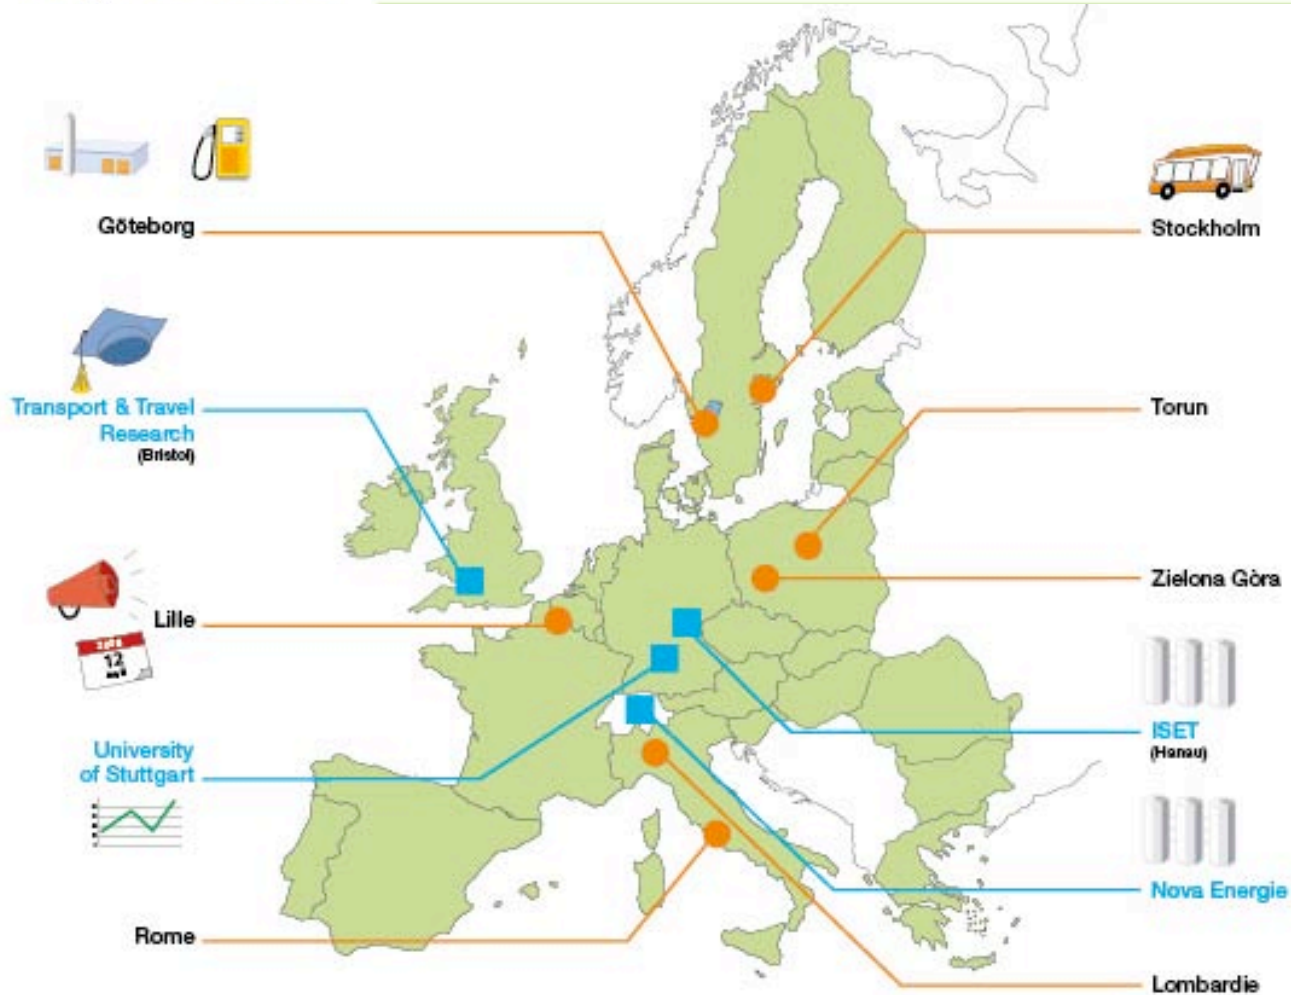 Göteborg
Stockholm
Transport & Travel
Research
(Bristol)
Torun
Zielona Gòra
Lille
12
ISET
(Hanau)
University
of Stuttgart
Nova Energie
Rome
Lombardie